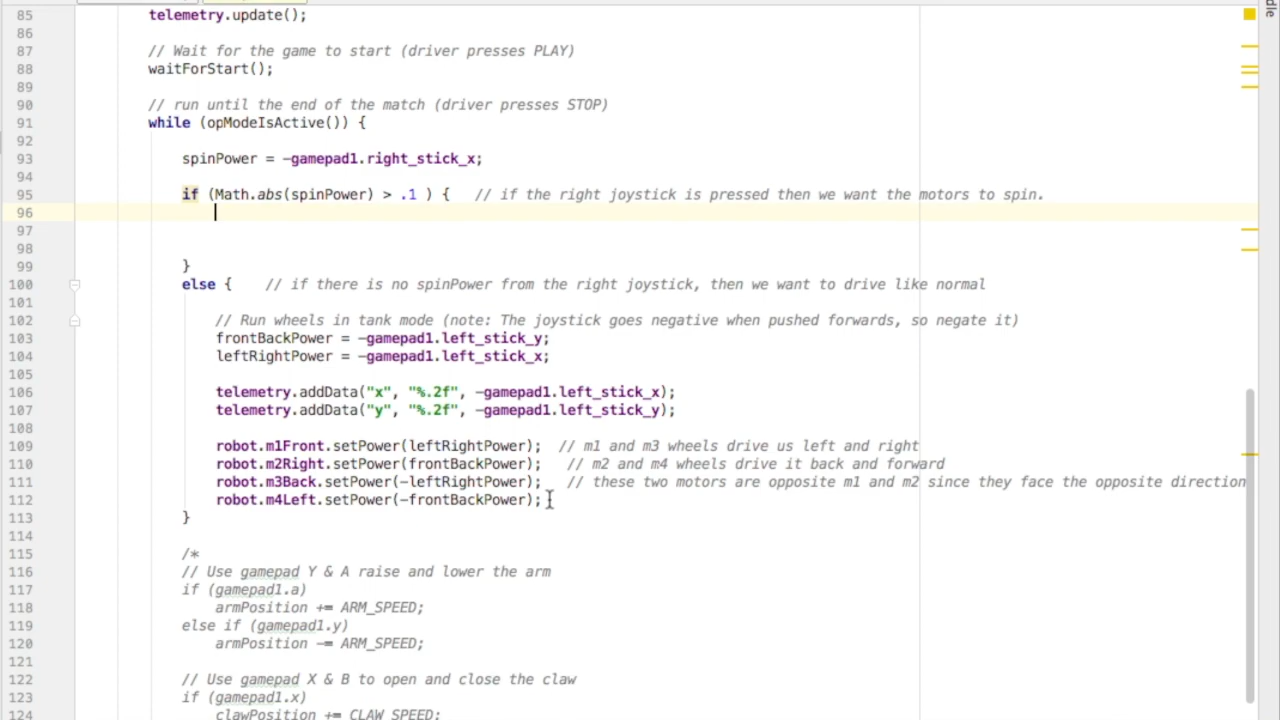 85 telemetry.update();
86
87 // Wait for the game to start (driver presses PLAY)
88 waitForStart();
89
90 // run until the end of the match (driver presses STOP)
91 while (opModeIsActive()) {
92
93 spinPower = -gamepad1.right_stick_x;
94
95 if (Math.abs(spinPower) > .1 ) { // if the right joystick is pressed then we want the motors to spin.
96
97
98
99 }
100 else { // if there is no spinPower from the right joystick, then we want to drive like normal
101
102 // Run wheels in tank mode (note: The joystick goes negative when pushed forwards, so negate it)
103 frontBackPower = -gamepad1.left_stick_y;
104 leftRightPower = -gamepad1.left_stick_x;
105
106 telemetry.addData("x", "%.2f", -gamepad1.left_stick_x);
107 telemetry.addData("y", "%.2f", -gamepad1.left_stick_y);
108
109 robot.m1Front.setPower(leftRightPower); // m1 and m3 wheels drive us left and right
110 robot.m2Right.setPower(frontBackPower); // m2 and m4 wheels drive it back and forward
111 robot.m3Back.setPower(-leftRightPower); // these two motors are opposite m1 and m2 since they face the opposite direction
112 robot.m4Left.setPower(-frontBackPower);
113 }
114
115 /*
116 // Use gamepad Y & A raise and lower the arm
117 if (gamepad1.a)
118 armPosition += ARM_SPEED;
119 else if (gamepad1.y)
120 armPosition -= ARM_SPEED;
121
122 // Use gamepad X & B to open and close the claw
123 if (gamepad1.x)
124 clawPosition += CLAW_SPEED;